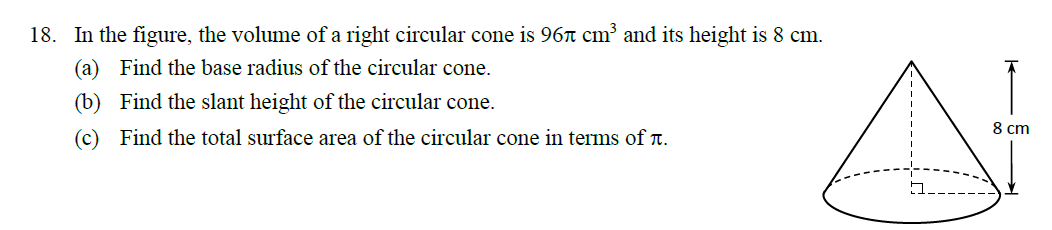 18. In the figure, the volume of a right circular cone is 96π cm³ and its height is 8 cm.
(a) Find the base radius of the circular cone.
(b) Find the slant height of the circular cone.
(c) Find the total surface area of the circular cone in terms of π.
8 cm